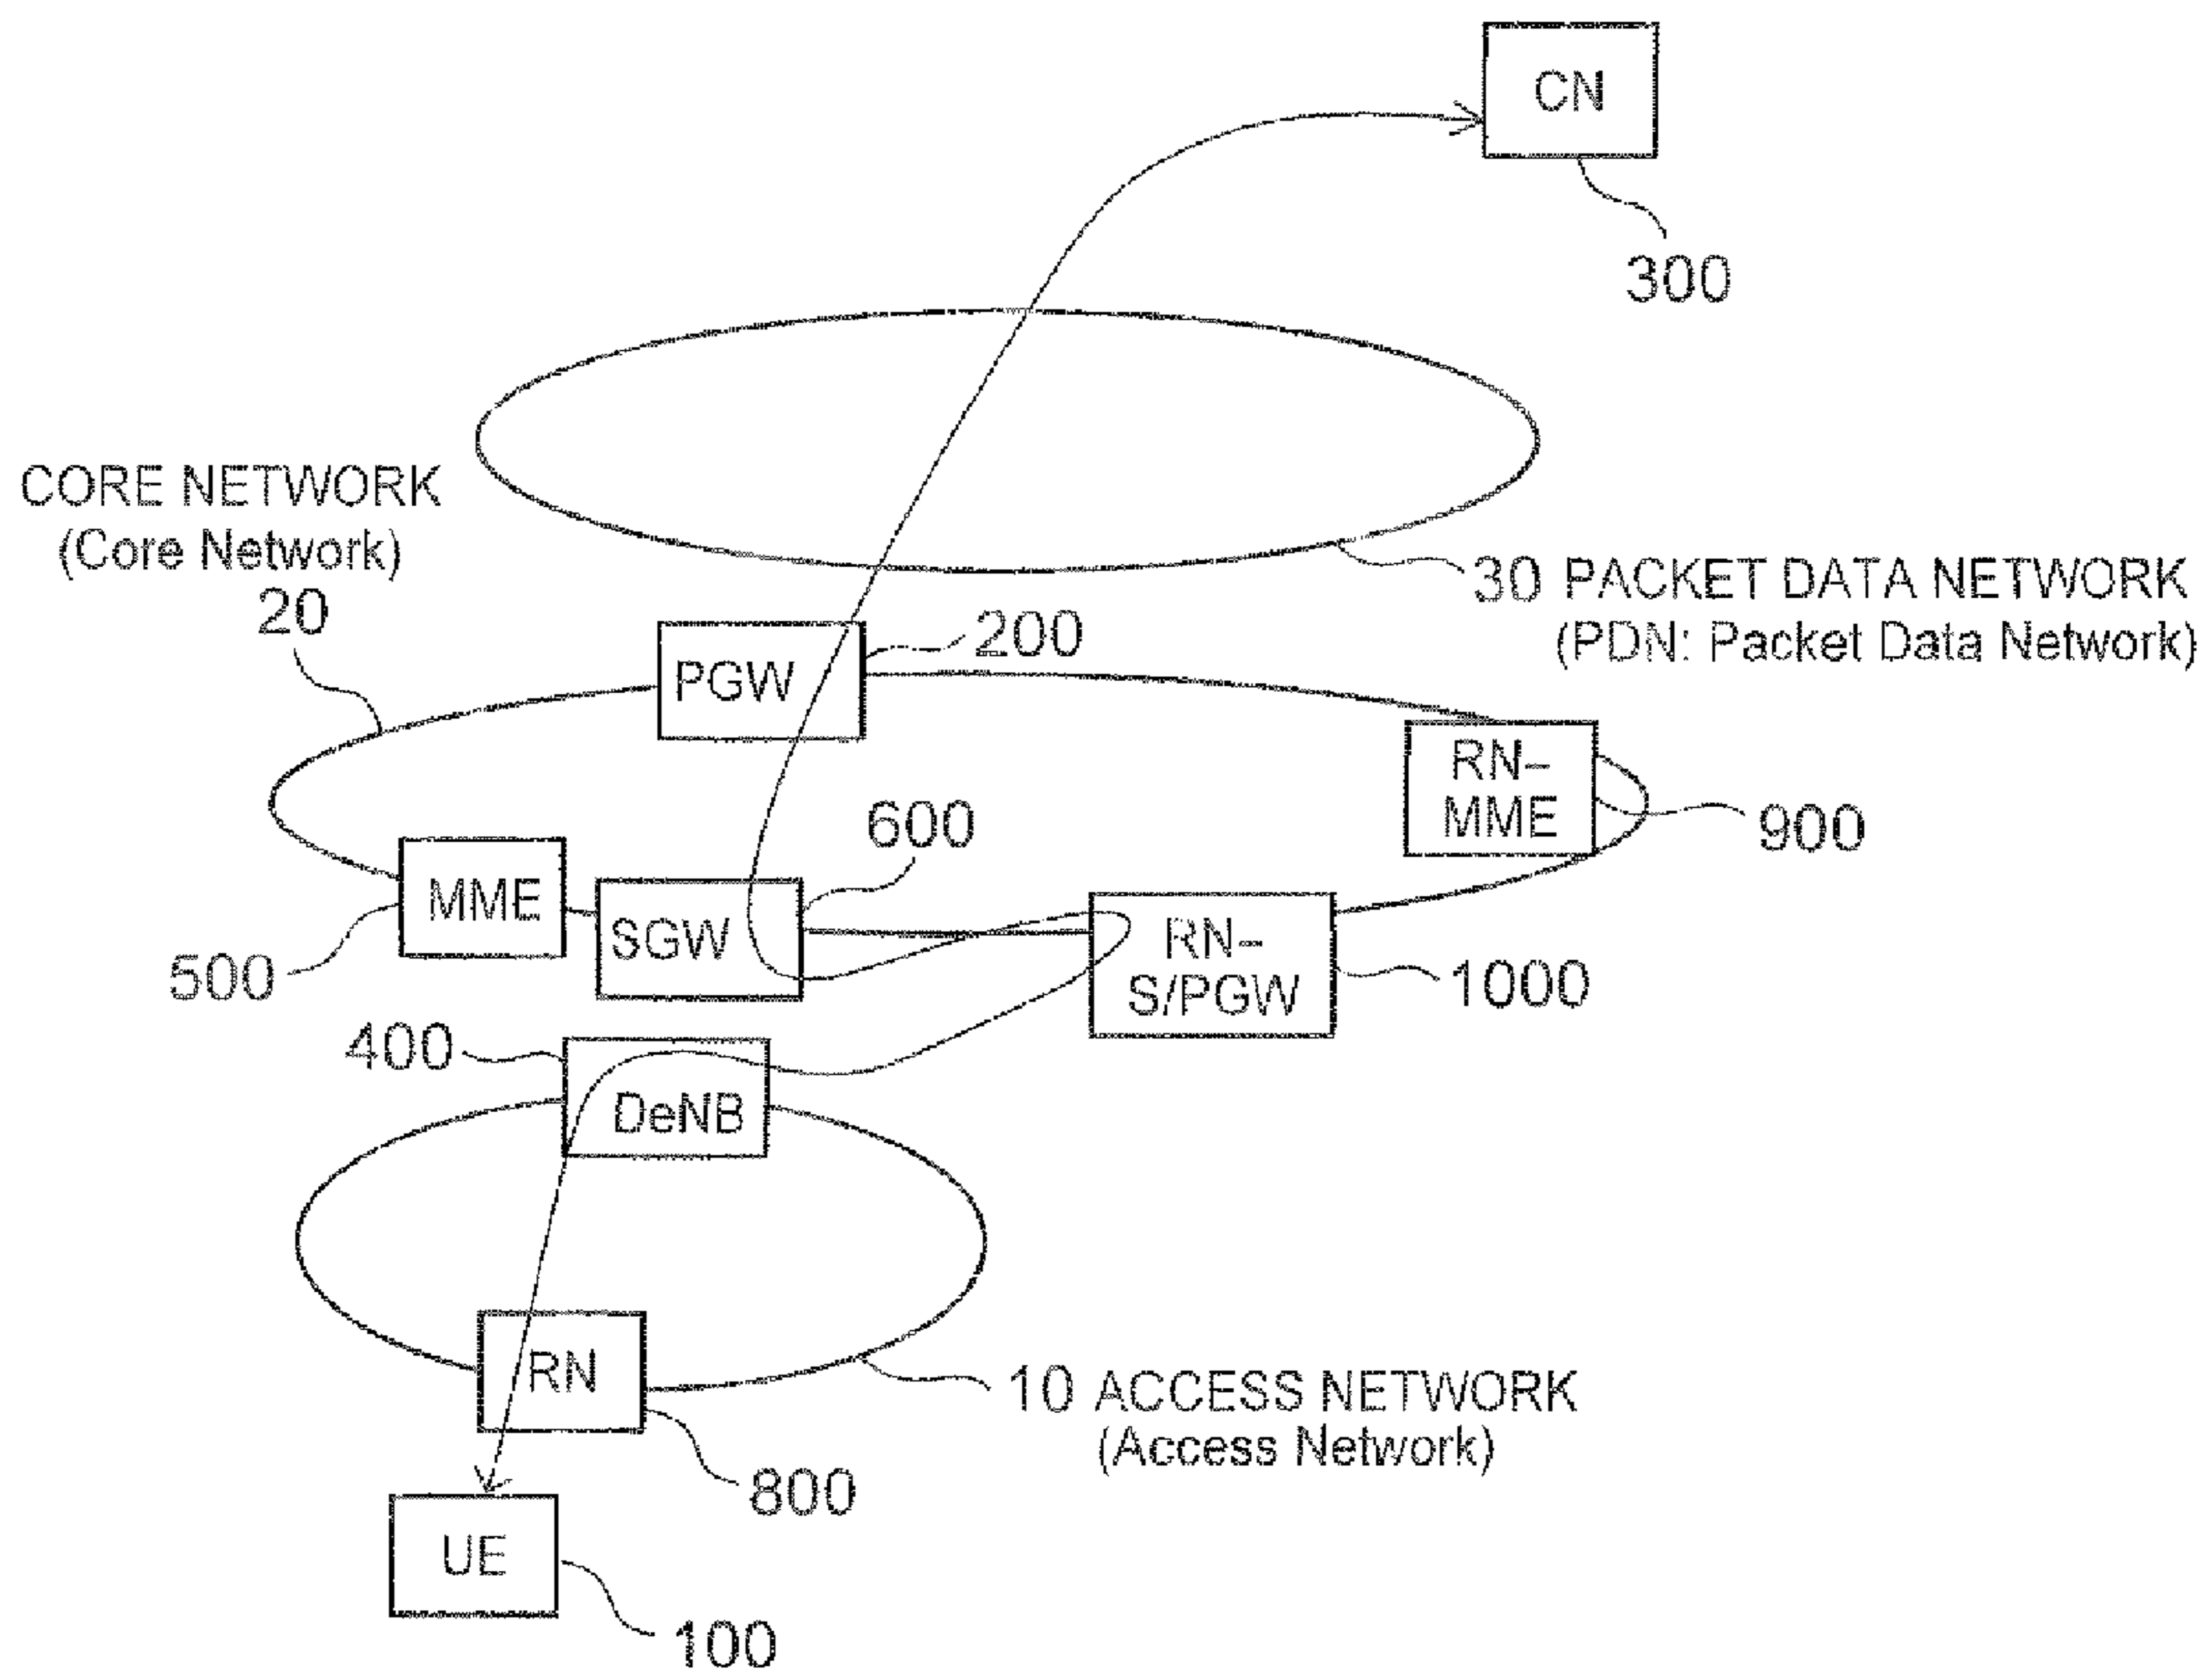 CN
300
CORE NETWORK
(Core Network)
20
30 PACKET DATA NETWORK
(PDN: Packet Data Network)
200
PGW
RN–
MME
900
600
MME
SGW
RN–
S/PGW
500
1000
400
DeNB
RN
10 ACCESS NETWORK
(Access Network)
800
UE
100